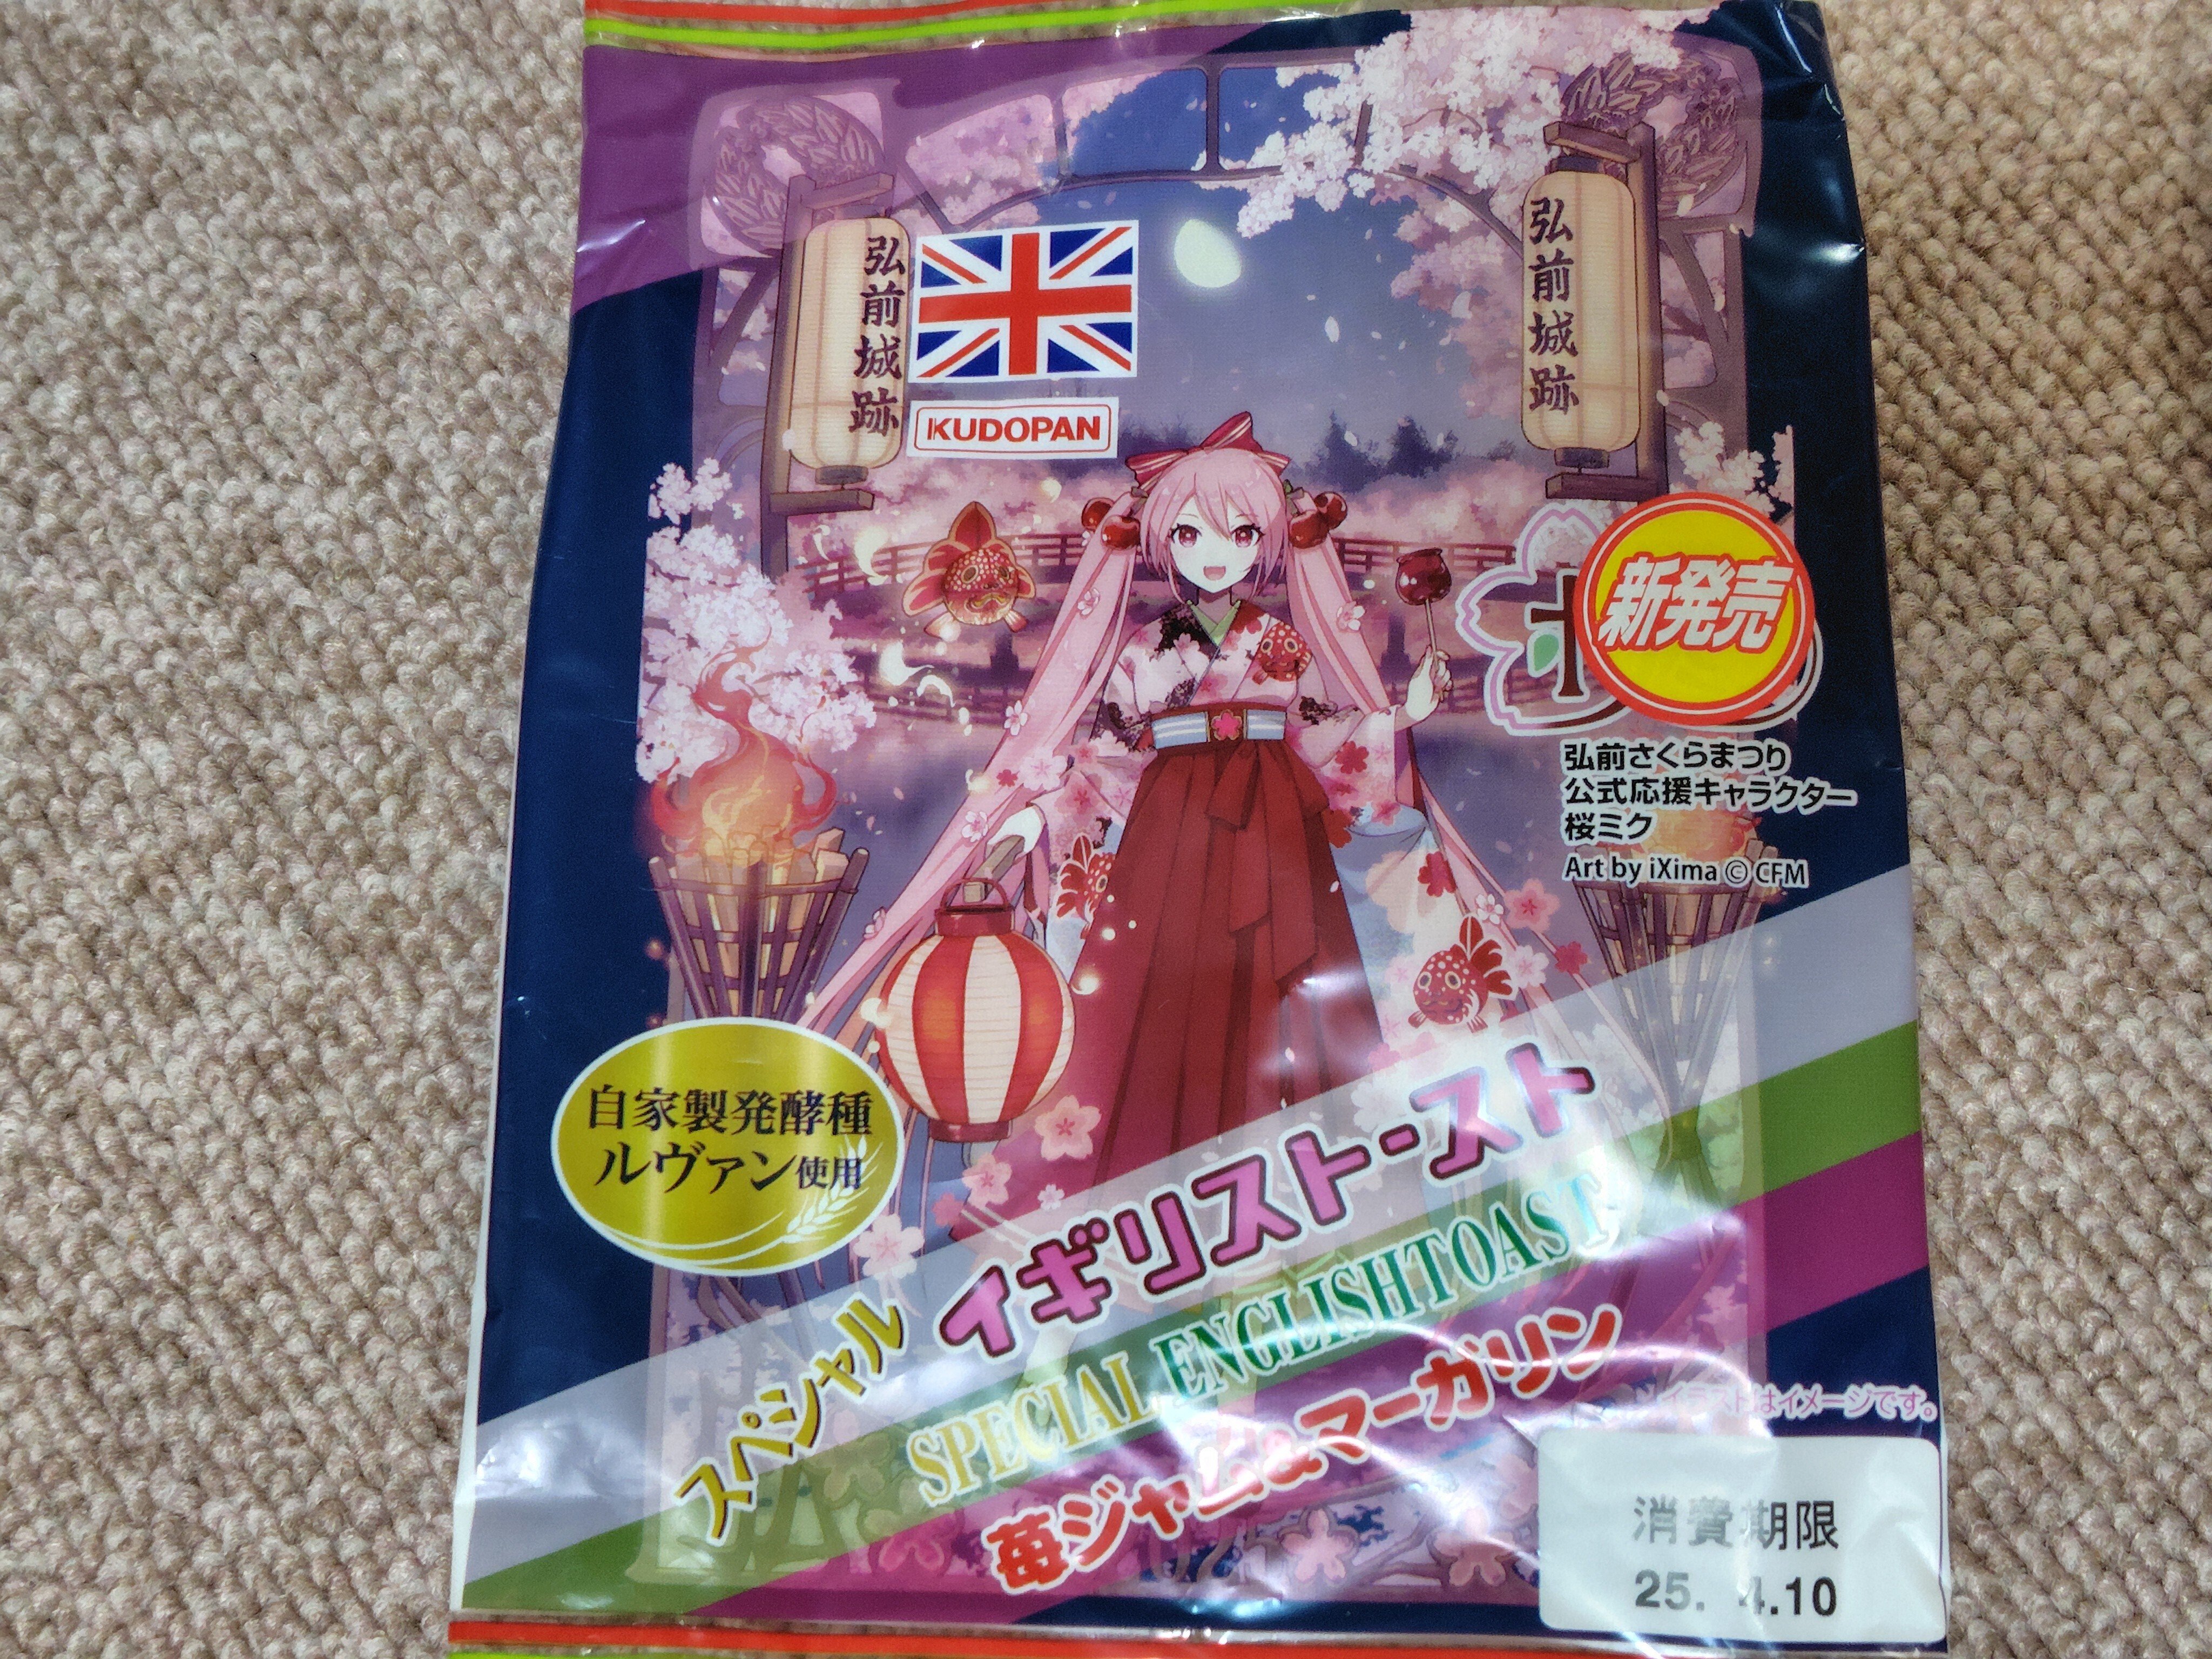 弘前城跡
弘前城跡
KUDOPAN
新発売
弘前さくらまつり
公式応援キャラクター
桜ミク
Art by iXima © CFM
自家製発酵種
ルヴァン使用
スペシャル
イギリストースト
SPECIAL ENGLISHTOAST
苺ジャム&マーガリン
イラストはイメージです。
消費期限
25. 4.10